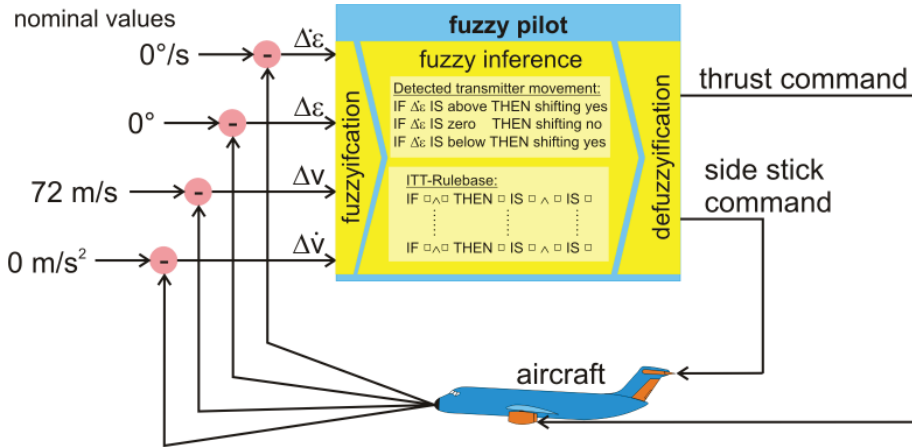 nominal values
0°/s
-
Δε̇
0°
-
Δε
72 m/s
-
Δv
0 m/s²
-
Δv̇
fuzzy pilot
fuzzyifcation
fuzzy inference
Detected transmitter movement:
IF Δε̇ IS above THEN shifting yes
IF Δε̇ IS zero THEN shifting no
IF Δε̇ IS below THEN shifting yes
ITT-Rulebase:
IF □∧□ THEN □ IS □ ∧ □ IS □
IF □∧□ THEN □ IS □ ∧ □ IS □
defuzzyification
thrust command
side stick
command
aircraft